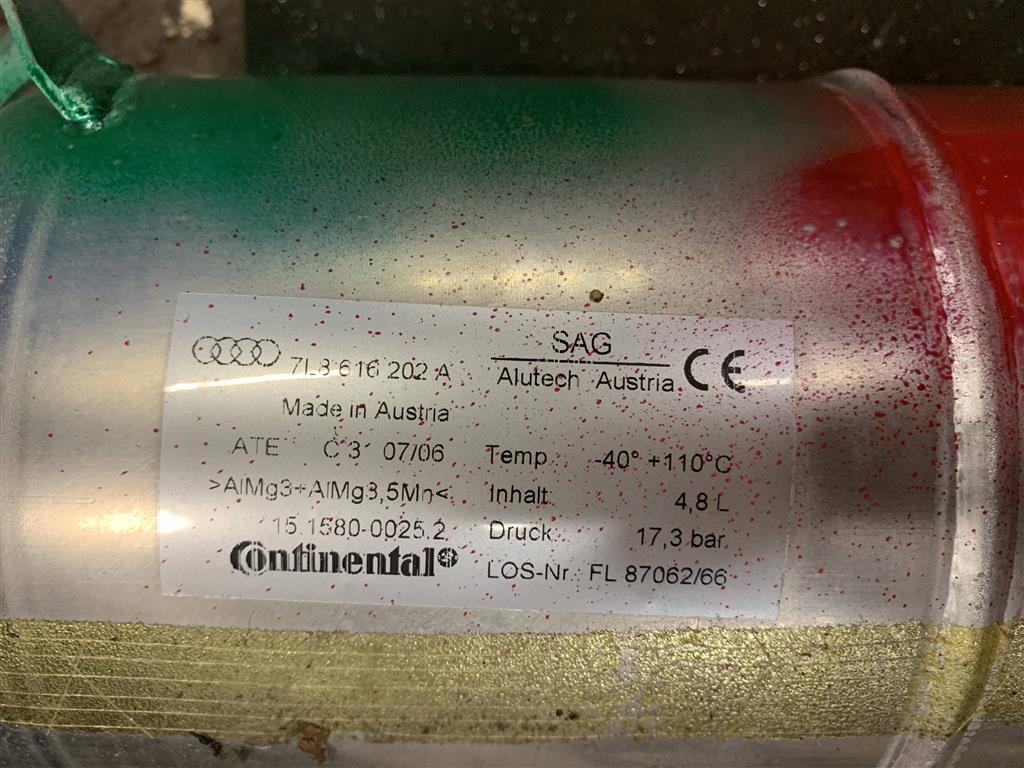 7L8 616 202 A
Made in Austria
ATE C 3 07/06
>AlMg3+AlMg3,5Mn<
15.1580-0025.2
Continental
SAG
Alutech Austria CE
Temp. -40° +110°C
Inhalt: 4,8 L
Druck: 17,3 bar
LOS-Nr.: FL 87062/66